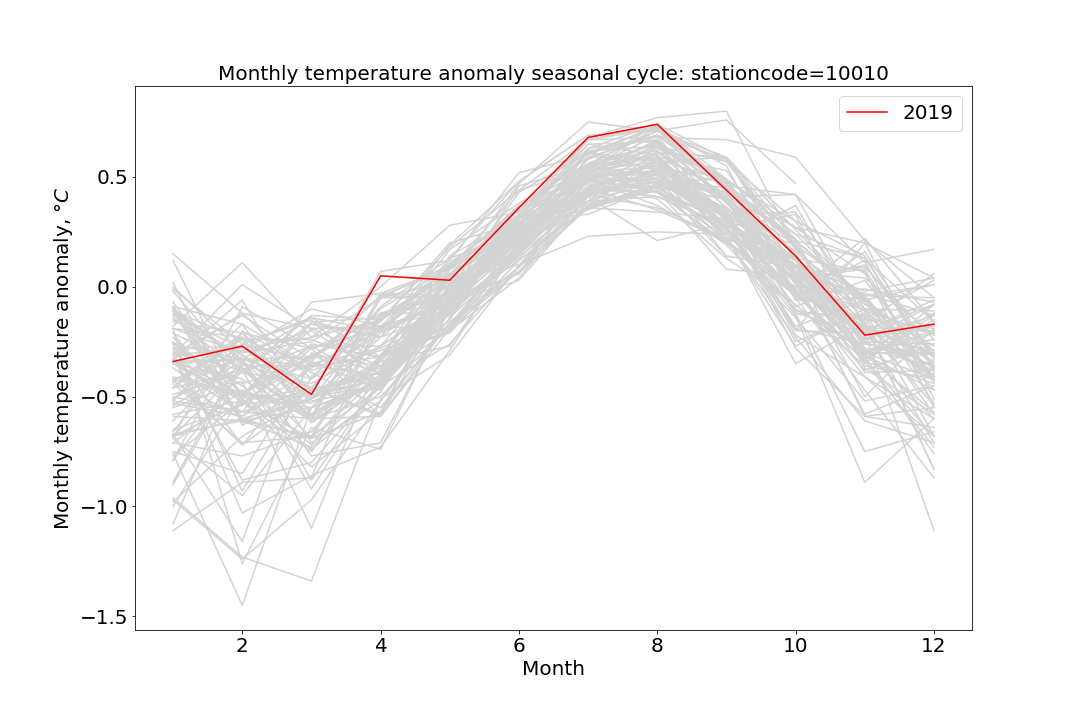 Monthly temperature anomaly seasonal cycle: stationcode=10010
2019
Monthly temperature anomaly, °C
0.5
0.0
−0.5
−1.0
−1.5
2 4 6 8 10 12
Month